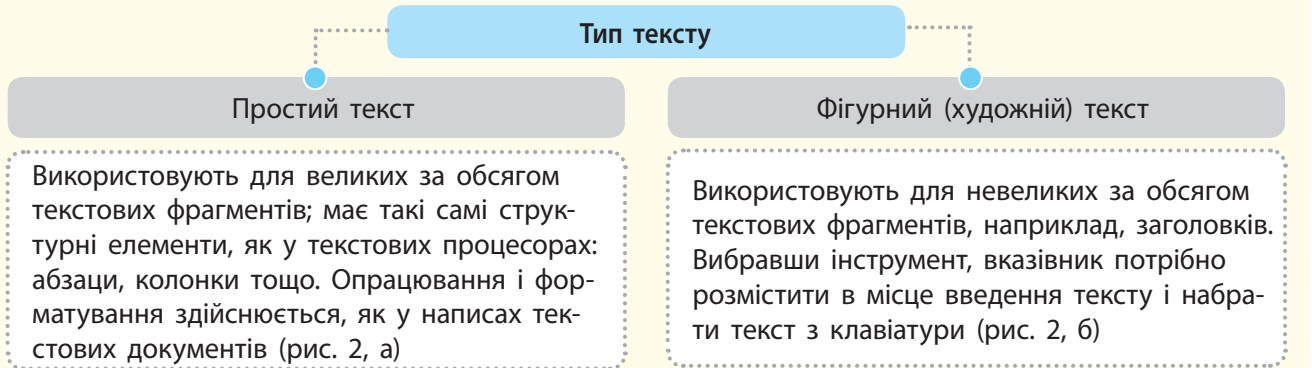 Тип тексту
Простий текст
Використовують для великих за обсягом
текстових фрагментів; має такі самі струк-
турні елементи, як у текстових процесорах:
абзаци, колонки тощо. Опрацювання і фор-
матування здійснюється, як у написах тек-
стових документів (рис. 2, а)
Фігурний (художній) текст
Використовують для невеликих за обсягом
текстових фрагментів, наприклад, заголовків.
Вибравши інструмент, вказівник потрібно
розмістити в місце введення тексту і набра-
ти текст з клавіатури (рис. 2, б)